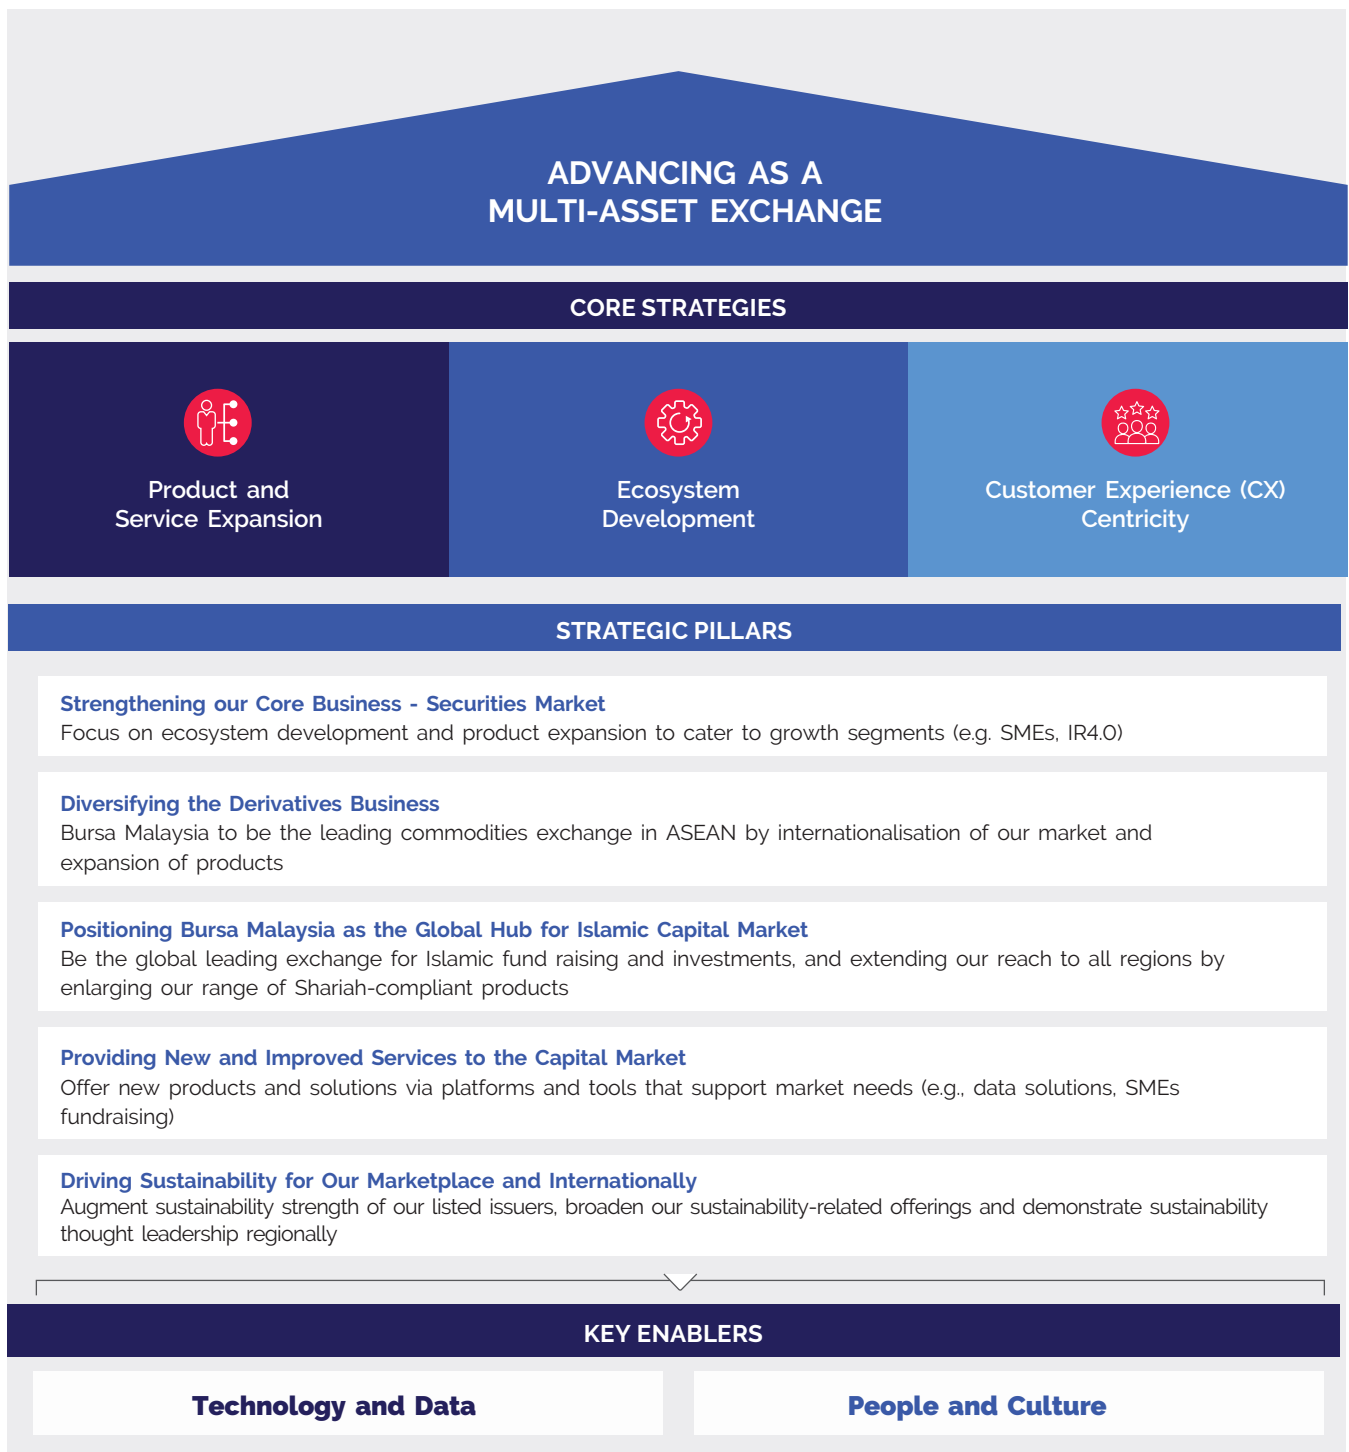 ADVANCING AS A
MULTI-ASSET EXCHANGE
CORE STRATEGIES
Product and
Service Expansion
Ecosystem
Development
Customer Experience (CX)
Centricity
STRATEGIC PILLARS
Strengthening our Core Business - Securities Market
Focus on ecosystem development and product expansion to cater to growth segments (e.g. SMEs, IR4.0)
Diversifying the Derivatives Business
Bursa Malaysia to be the leading commodities exchange in ASEAN by internationalisation of our market and
expansion of products
Positioning Bursa Malaysia as the Global Hub for Islamic Capital Market
Be the global leading exchange for Islamic fund raising and investments, and extending our reach to all regions by
enlarging our range of Shariah-compliant products
Providing New and Improved Services to the Capital Market
Offer new products and solutions via platforms and tools that support market needs (e.g., data solutions, SMEs
fundraising)
Driving Sustainability for Our Marketplace and Internationally
Augment sustainability strength of our listed issuers, broaden our sustainability-related offerings and demonstrate sustainability
thought leadership regionally
KEY ENABLERS
Technology and Data
People and Culture